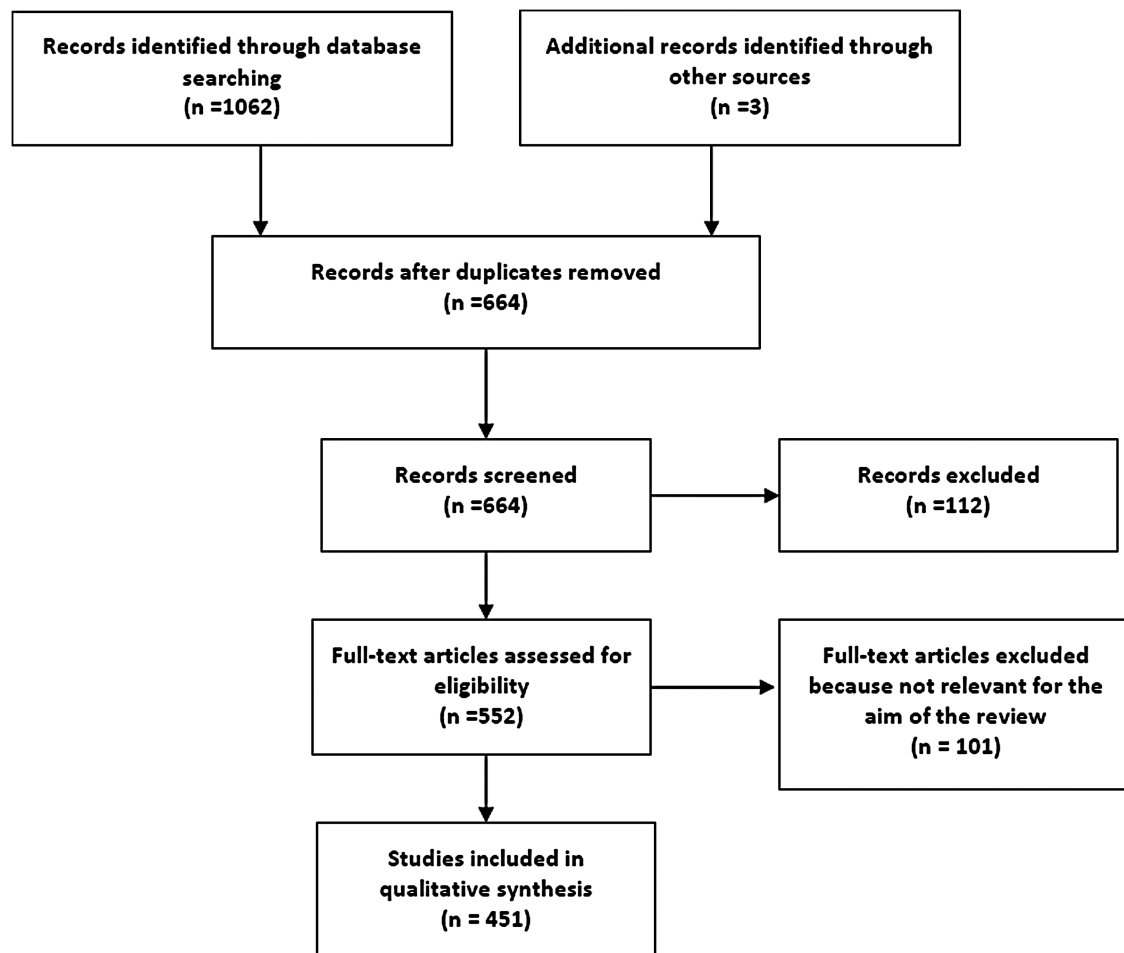 Records identified through database
searching
(n =1062)
Additional records identified through
other sources
(n =3)
Records after duplicates removed
(n =664)
Records screened
(n =664)
Records excluded
(n =112)
Full-text articles assessed for
eligibility
(n =552)
Full-text articles excluded
because not relevant for the
aim of the review
(n = 101)
Studies included in
qualitative synthesis
(n = 451)